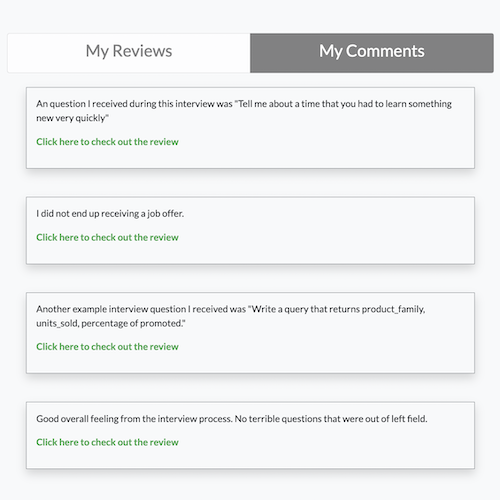 My Reviews
My Comments
An question I received during this interview was "Tell me about a time that you had to learn something
new very quickly"
Click here to check out the review
I did not end up receiving a job offer.
Click here to check out the review
Another example interview question I received was "Write a query that returns product_family,
units_sold, percentage of promoted."
Click here to check out the review
Good overall feeling from the interview process. No terrible questions that were out of left field.
Click here to check out the review